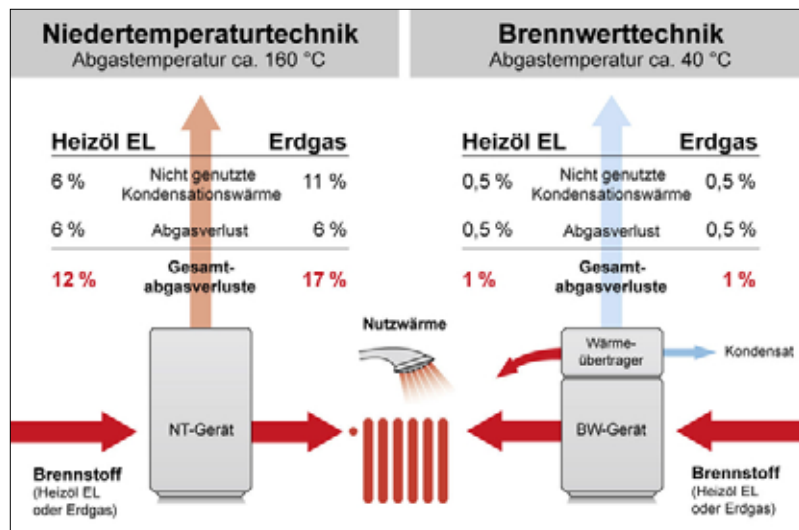 Niedertemperaturtechnik
Abgastemperatur ca. 160 °C
Heizöl EL Erdgas
6 % Nicht genutzte 11 %
Kondensationswärme
6 % Abgasverlust 6 %
12 % Gesamt- 17 %
abgasverluste
NT-Gerät
Brennstoff
(Heizöl EL
oder Erdgas)
Nutzwärme
Brennwerttechnik
Abgastemperatur ca. 40 °C
Heizöl EL Erdgas
0,5 % Nicht genutzte 0,5 %
Kondensationswärme
0,5 % Abgasverlust 0,5 %
1 % Gesamt- 1 %
abgasverluste
Wärme-
übertrager
Kondensat
BW-Gerät
Brennstoff
(Heizöl EL
oder Erdgas)